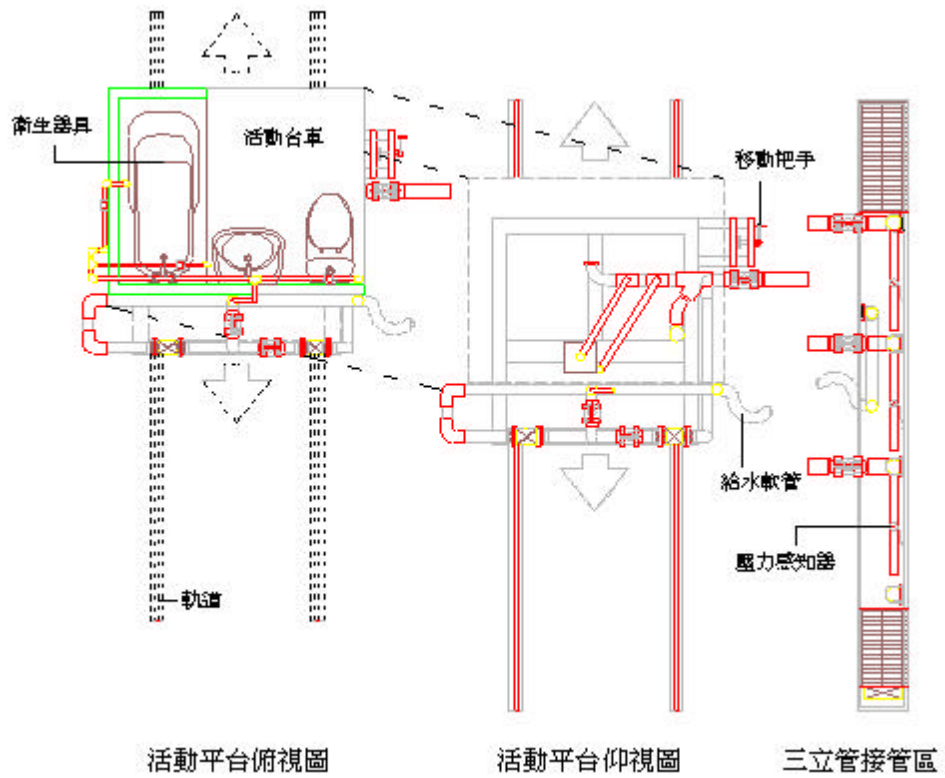 衛生器具
活動台車
移動把手
給水軟管
壓力感知器
軌道
活動平台俯視圖
活動平台仰視圖
三立管接管區